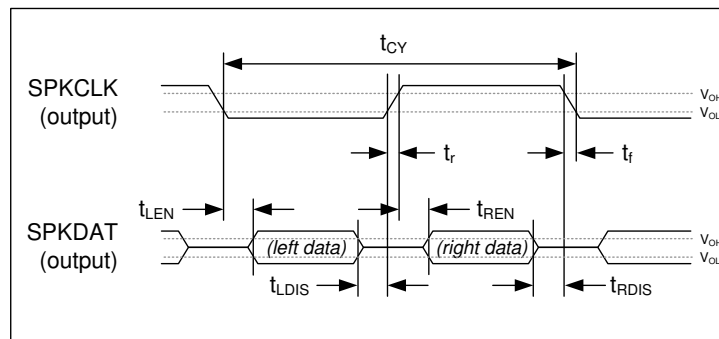 tCY
SPKCLK
(output)
VOH
VOL
tr
tf
tLEN
tREN
SPKDAT
(output)
(left data)
(right data)
VOH
VOL
tLDIS
tRDIS